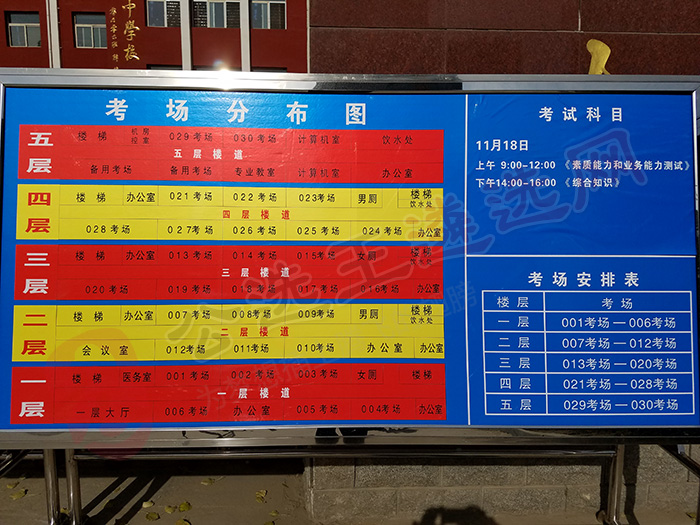 中學校
考场分布图
五层
楼梯 机房控室 029考场 030考场 计算机室 饮水处
五层楼道
备用考场 备用考场 专业教室 计算机室 办公室
四层
楼梯 办公室 021考场 022考场 023考场 男厕 楼梯饮水处
四层楼道
028考场 027考场 026考场 025考场 024考场 办公室
三层
楼梯 办公室 013考场 014考场 015考场 女厕 楼梯饮水处
三层楼道
020考场 019考场 018考场 017考场 016考场 办公室
二层
楼梯 办公室 007考场 008考场 009考场 男厕 楼梯饮水处
二层楼道
会议室 012考场 011考场 010考场 办公室 办公室
一层
楼梯 医务室 001考场 002考场 003考场 女厕 楼梯
一层楼道
一层大厅 006考场 办公室 005考场 004考场 办公室
考试科目
11月18日
上午 9:00-12:00 《素质能力和业务能力测试》
下午14:00-16:00 《综合知识》
考场安排表
楼层 考场
一层 001考场—006考场
二层 007考场—012考场
三层 013考场—020考场
四层 021考场—028考场
五层 029考场—030考场
公选王遴选网